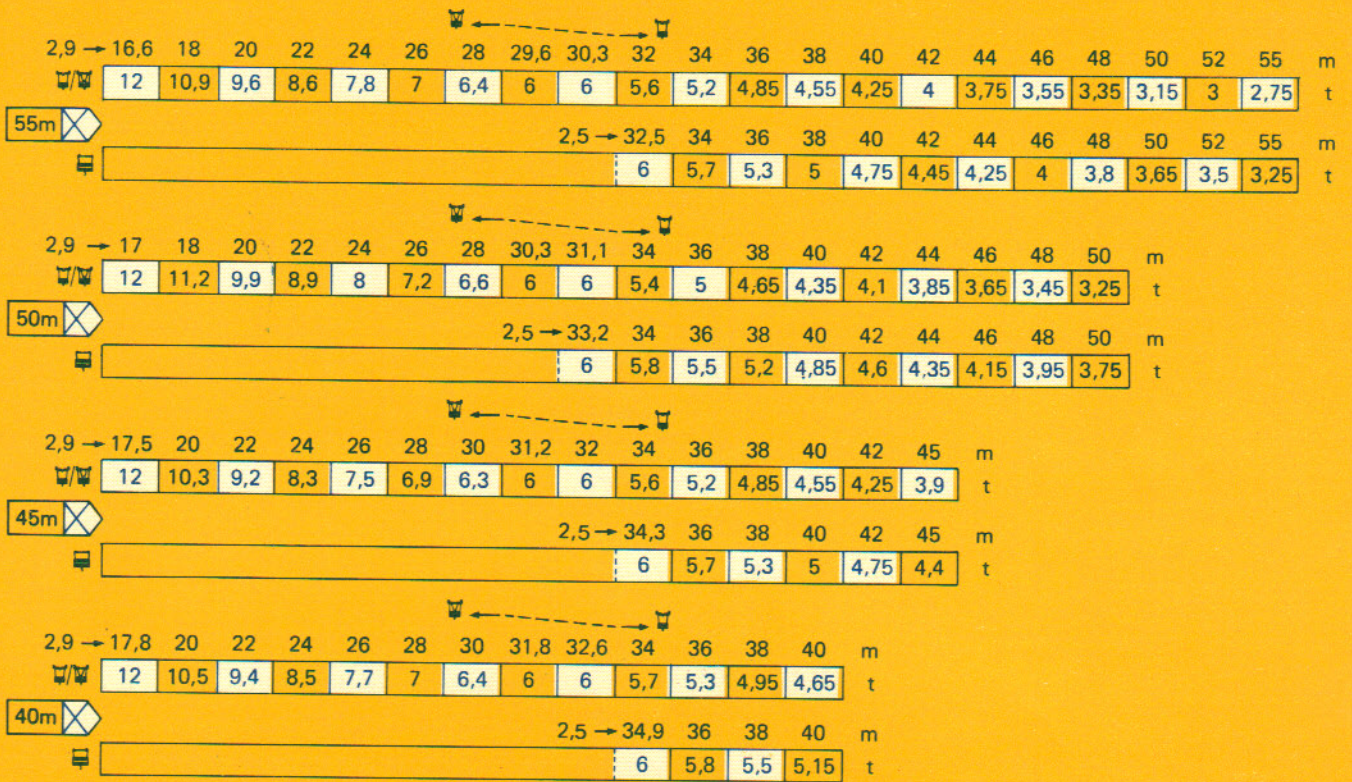 2,9 → 16,6 18 20 22 24 26 28 29,6 30,3 32 34 36 38 40 42 44 46 48 50 52 55 m
12 10,9 9,6 8,6 7,8 7 6,4 6 6 5,6 5,2 4,85 4,55 4,25 4 3,75 3,55 3,35 3,15 3 2,75 t
55m
2,5 → 32,5 34 36 38 40 42 44 46 48 50 52 55 m
6 5,7 5,3 5 4,75 4,45 4,25 4 3,8 3,65 3,5 3,25 t
2,9 → 17 18 20 22 24 26 28 30,3 31,1 34 36 38 40 42 44 46 48 50 m
12 11,2 9,9 8,9 8 7,2 6,6 6 6 5,4 5 4,65 4,35 4,1 3,85 3,65 3,45 3,25 t
50m
2,5 → 33,2 34 36 38 40 42 44 46 48 50 m
6 5,8 5,5 5,2 4,85 4,6 4,35 4,15 3,95 3,75 t
2,9 → 17,5 20 22 24 26 28 30 31,2 32 34 36 38 40 42 45 m
12 10,3 9,2 8,3 7,5 6,9 6,3 6 6 5,6 5,2 4,85 4,55 4,25 3,9 t
45m
2,5 → 34,3 36 38 40 42 45 m
6 5,7 5,3 5 4,75 4,4 t
2,9 → 17,8 20 22 24 26 28 30 31,8 32,6 34 36 38 40 m
12 10,5 9,4 8,5 7,7 7 6,4 6 6 5,7 5,3 4,95 4,65 t
40m
2,5 → 34,9 36 38 40 m
6 5,8 5,5 5,15 t